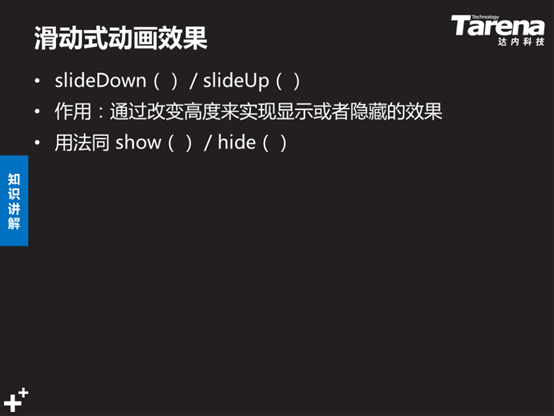 滑动式动画效果
Technology
Tarena
达内科技
• slideDown（ ）/ slideUp（ ）
• 作用：通过改变高度来实现显示或者隐藏的效果
• 用法同 show（ ）/ hide（ ）
知识讲解